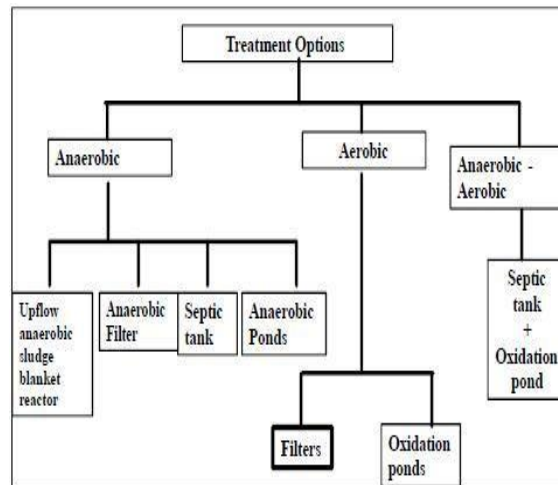 Treatment Options
Anaerobic
Aerobic
Anaerobic -
Aerobic
Upflow
anaerobic
sludge
blanket
reactor
Anaerobic
Filter
Septic
tank
Anaerobic
Ponds
Septic
tank
+
Oxidation
pond
Filters
Oxidation
ponds